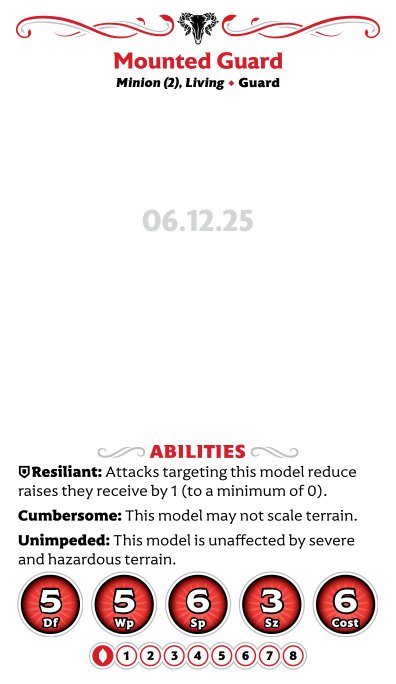 Mounted Guard
Minion (2), Living • Guard
06.12.25
ABILITIES
Resiliant: Attacks targeting this model reduce
raises they receive by 1 (to a minimum of 0).
Cumbersome: This model may not scale terrain.
Unimpeded: This model is unaffected by severe
and hazardous terrain.
5 5 6 3 6
Df Wp Sp Sz Cost
1 2 3 4 5 6 7 8